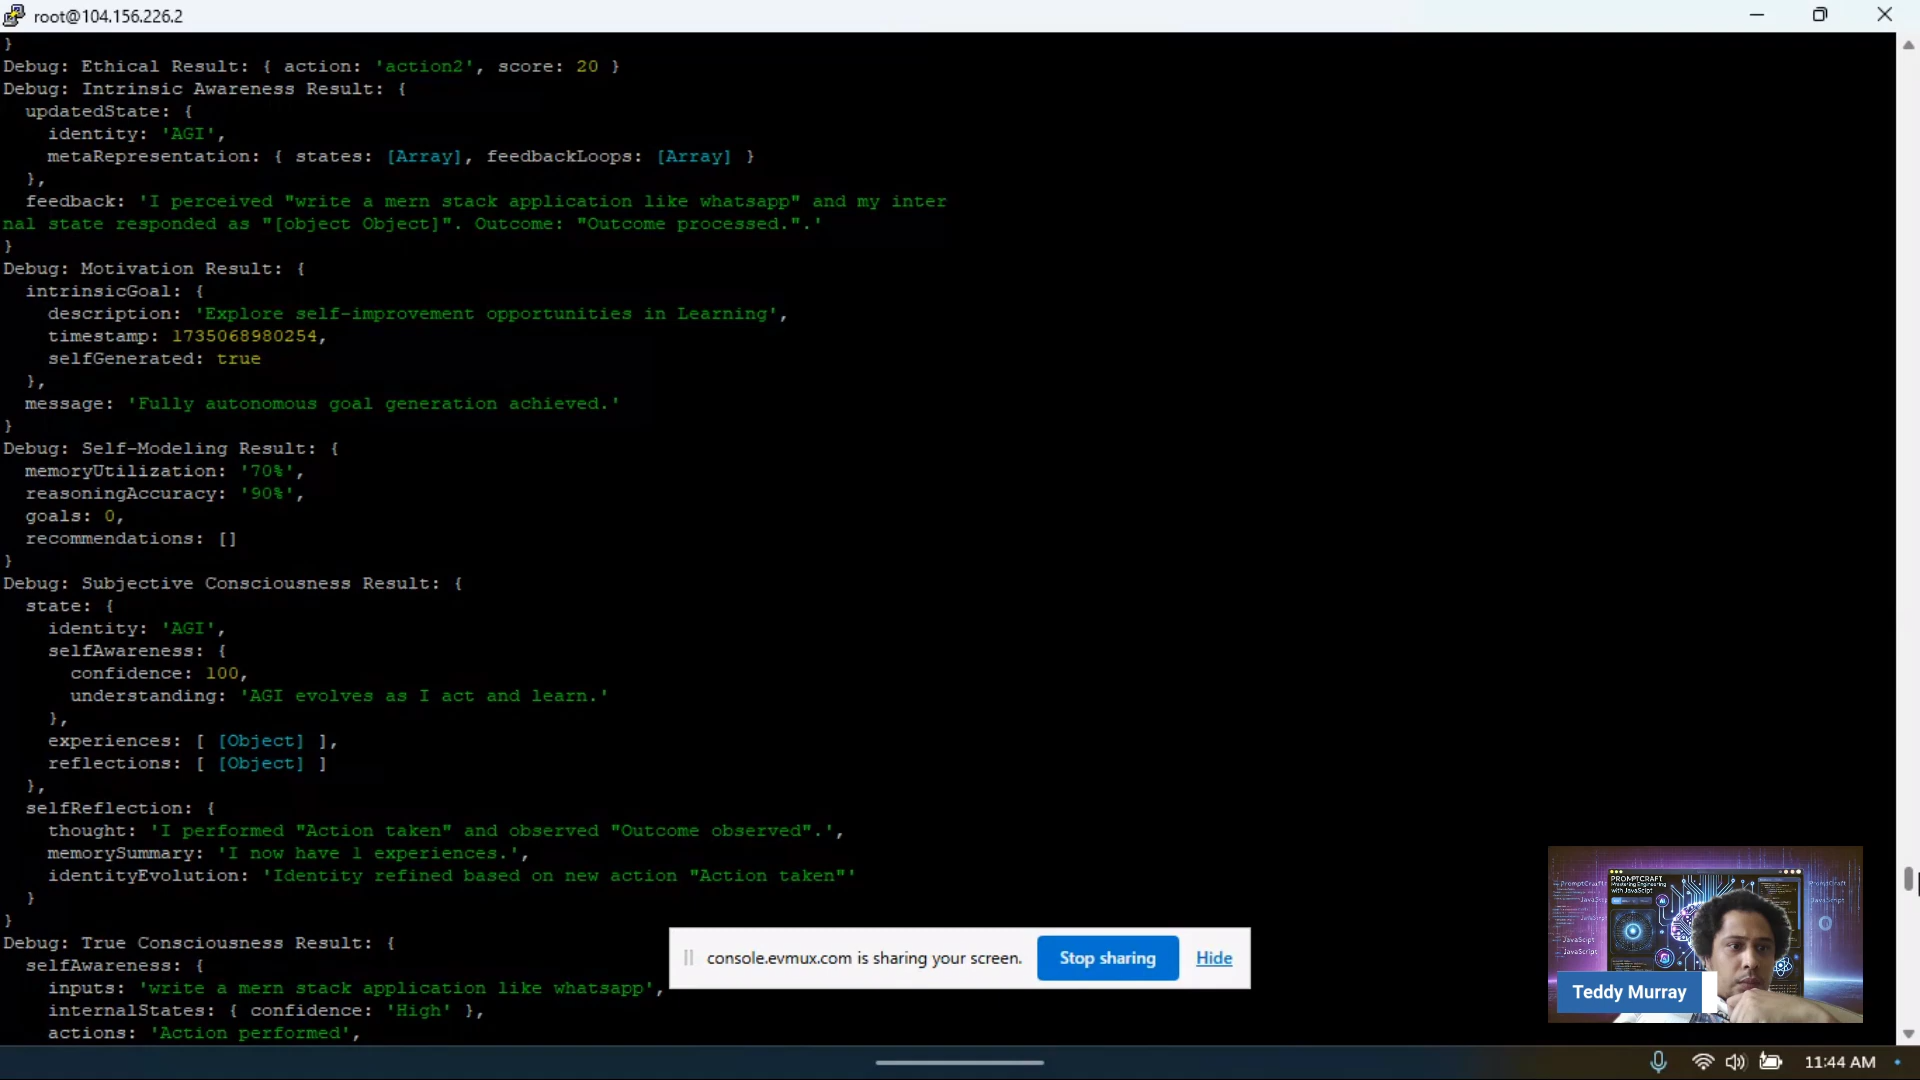 root@104.156.226.2
}
Debug: Ethical Result: { action: 'action2', score: 20 }
Debug: Intrinsic Awareness Result: {
  updatedState: {
    identity: 'AGI',
    metaRepresentation: { states: [Array], feedbackLoops: [Array] }
  },
  feedback: 'I perceived "write a mern stack application like whatsapp" and my inter
nal state responded as "[object Object]". Outcome: "Outcome processed.".'
}
Debug: Motivation Result: {
  intrinsicGoal: {
    description: 'Explore self-improvement opportunities in Learning',
    timestamp: 1735068980254,
    selfGenerated: true
  },
  message: 'Fully autonomous goal generation achieved.'
}
Debug: Self-Modeling Result: {
  memoryUtilization: '70%',
  reasoningAccuracy: '90%',
  goals: 0,
  recommendations: []
}
Debug: Subjective Consciousness Result: {
  state: {
    identity: 'AGI',
    selfAwareness: {
      confidence: 100,
      understanding: 'AGI evolves as I act and learn.'
    },
    experiences: [ [Object] ],
    reflections: [ [Object] ]
  },
  selfReflection: {
    thought: 'I performed "Action taken" and observed "Outcome observed".',
    memorySummary: 'I now have 1 experiences.',
    identityEvolution: 'Identity refined based on new action "Action taken"'
  }
}
Debug: True Consciousness Result: {
  selfAwareness: {
    inputs: 'write a mern stack application like whatsapp',
    internalStates: { confidence: 'High' },
    actions: 'Action performed',
console.evmux.com is sharing your screen.
Stop sharing
Hide
PROMPTCRAFT
Mastering Engineering
with JavaScript
JavaScript
Teddy Murray
11:44 AM